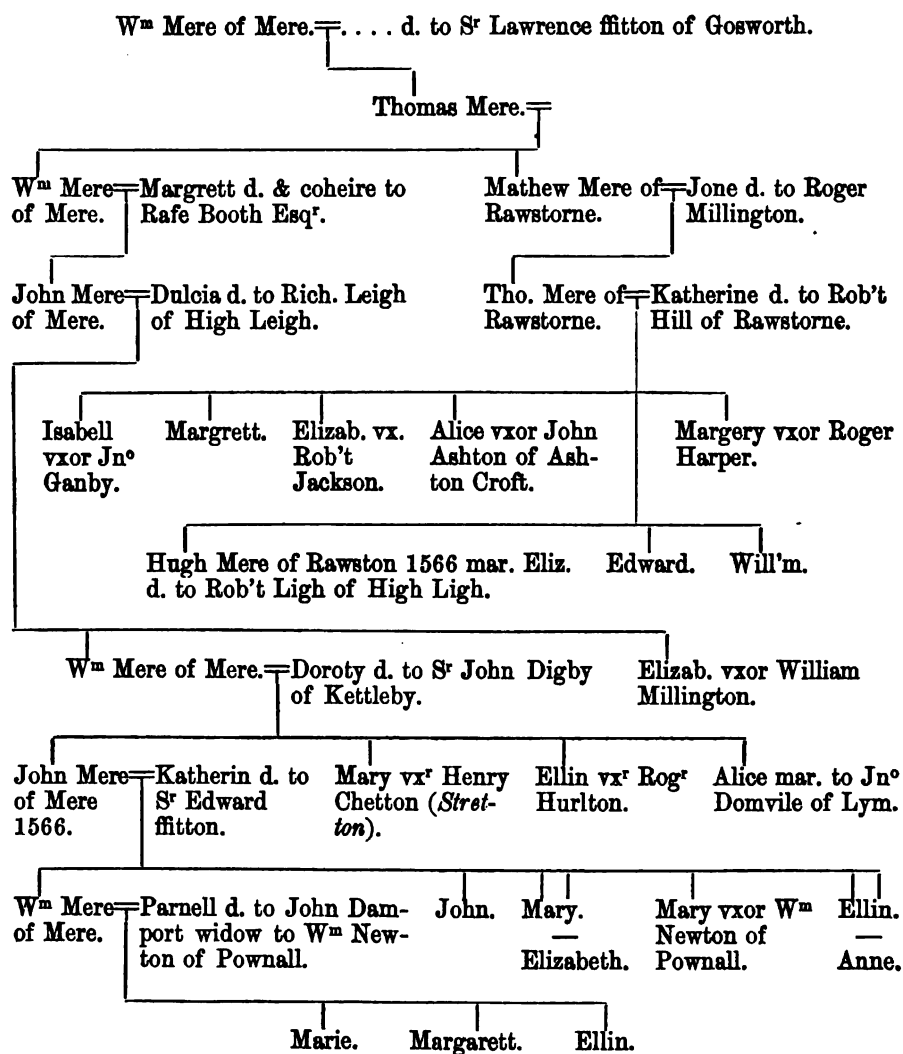 Wᵐ Mere of Mere.=. . . . d. to Sʳ Lawrence ffitton of Gosworth.
Thomas Mere.=
Wᵐ Mere=Margrett d. & coheire to
of Mere. Rafe Booth Esqʳ.
Mathew Mere of=Jone d. to Roger
Rawstorne. Millington.
John Mere=Dulcia d. to Rich. Leigh
of Mere. of High Leigh.
Tho. Mere of=Katherine d. to Rob't
Rawstorne. Hill of Rawstorne.
Isabell
vxor Jnº
Ganby.
Margrett.
Elizab. vx.
Rob't
Jackson.
Alice vxor John
Ashton of Ash-
ton Croft.
Margery vxor Roger
Harper.
Hugh Mere of Rawston 1566 mar. Eliz.
d. to Rob't Ligh of High Ligh.
Edward.
Will'm.
Wᵐ Mere of Mere.=Doroty d. to Sʳ John Digby
of Kettleby.
Elizab. vxor William
Millington.
John Mere=Katherin d. to
of Mere Sʳ Edward
1566. ffitton.
Mary vxʳ Henry
Chetton (Stret-
ton).
Ellin vxʳ Rogʳ
Hurlton.
Alice mar. to Jnº
Domvile of Lym.
Wᵐ Mere=Parnell d. to John Dam-
of Mere. port widow to Wᵐ New-
ton of Pownall.
John.
Mary.
—
Elizabeth.
Mary vxor Wᵐ
Newton of
Pownall.
Ellin.
—
Anne.
Marie.
Margarett.
Ellin.